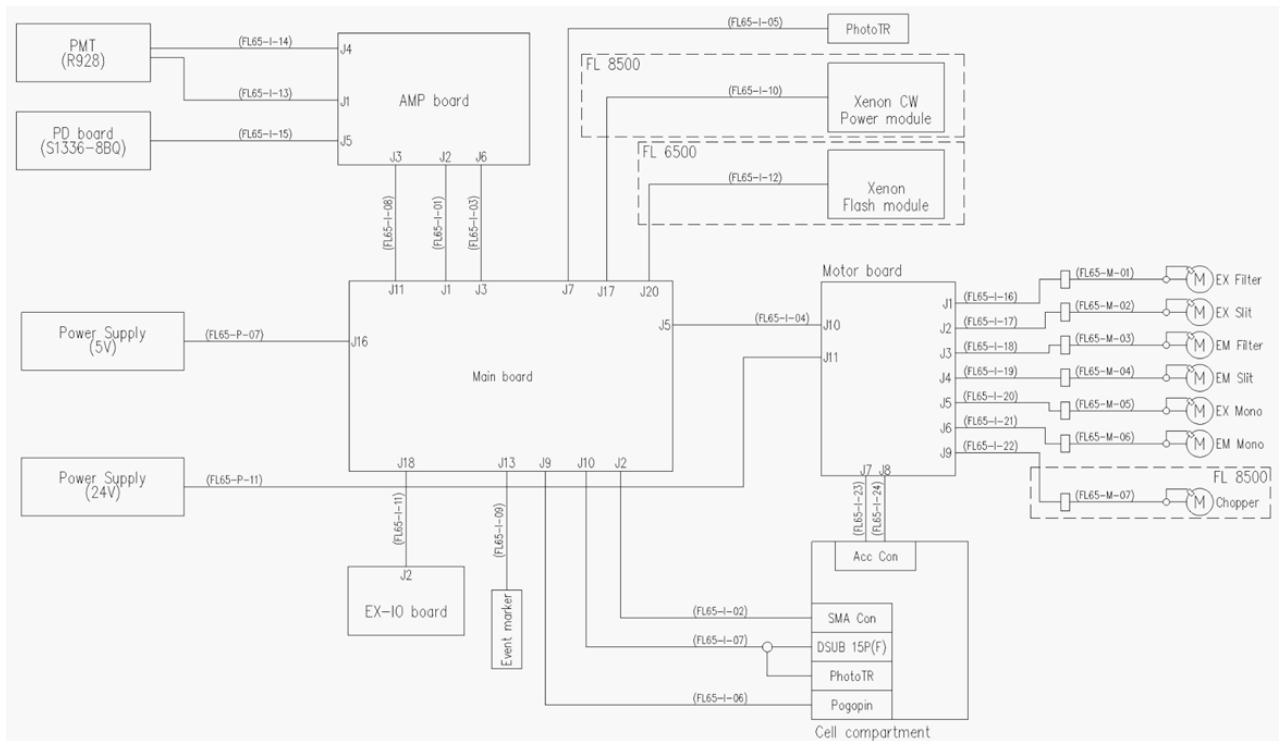 PMT
(R928)
(FL65-I-14)
(FL65-I-13)
PD board
(S1336-8BQ)
(FL65-I-15)
J4
J1
J5
AMP board
J3
J2
J6
(FL65-I-08)
(FL65-I-01)
(FL65-I-03)
(FL65-I-05)
PhotoTR
FL 8500
(FL65-I-10)
Xenon CW
Power module
FL 6500
(FL65-I-12)
Xenon
Flash module
J11
J1
J3
J7
J17
J20
J5
J16
Main board
J18
J13
J9
J10
J2
Power Supply
(5V)
(FL65-P-07)
Power Supply
(24V)
(FL65-P-11)
(FL65-I-04)
Motor board
J10
J11
J1
J2
J3
J4
J5
J6
J9
J7
J8
(FL65-I-16)
(FL65-M-01)
M
EX Filter
(FL65-I-17)
(FL65-M-02)
M
EX Slit
(FL65-I-18)
(FL65-M-03)
M
EM Filter
(FL65-I-19)
(FL65-M-04)
M
EM Slit
(FL65-I-20)
(FL65-M-05)
M
EX Mono
(FL65-I-21)
(FL65-M-06)
M
EM Mono
(FL65-I-22)
FL 8500
(FL65-M-07)
M
Chopper
(FL65-I-23)
(FL65-I-24)
(FL65-I-11)
J2
EX-IO board
(FL65-I-09)
Event marker
Acc Con
(FL65-I-02)
SMA Con
(FL65-I-07)
DSUB 15P(F)
PhotoTR
(FL65-I-06)
Pogopin
Cell compartment